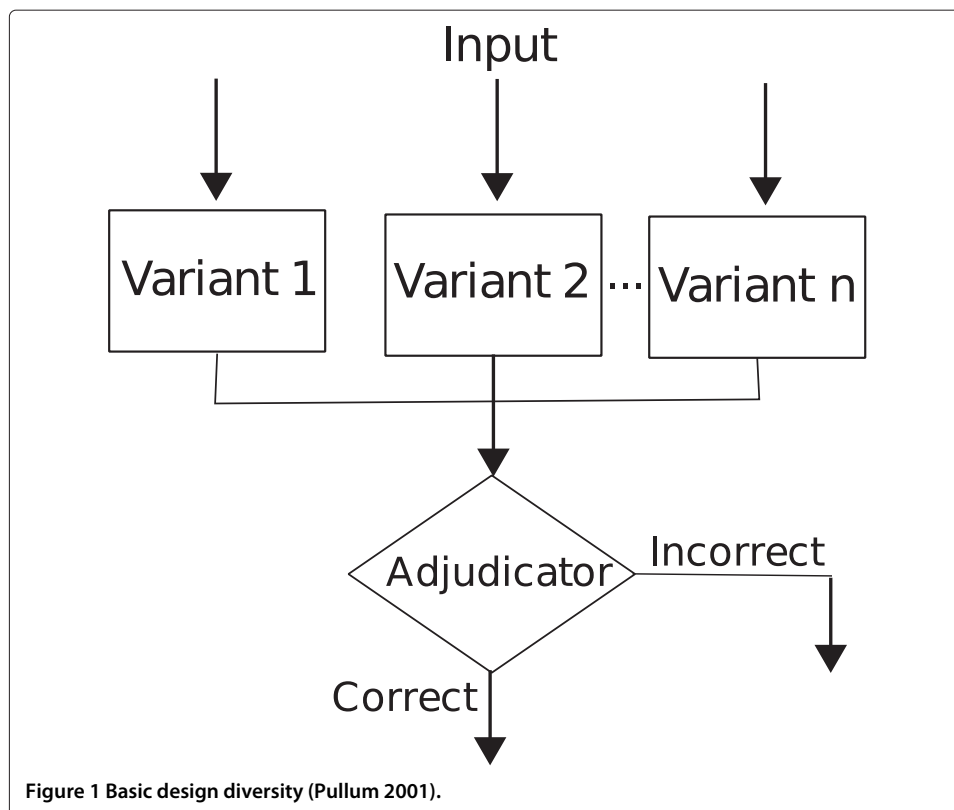 Input
Variant 1
Variant 2
...
Variant n
Adjudicator
Incorrect
Correct
Figure 1 Basic design diversity (Pullum 2001).